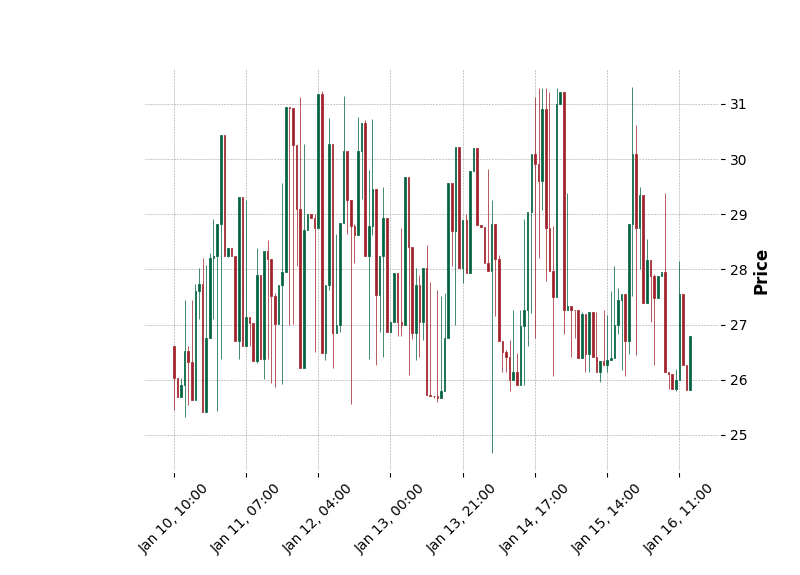 31
30
29
28
27
26
25
Price
Jan 10, 10:00
Jan 11, 07:00
Jan 12, 04:00
Jan 13, 00:00
Jan 13, 21:00
Jan 14, 17:00
Jan 15, 14:00
Jan 16, 11:00